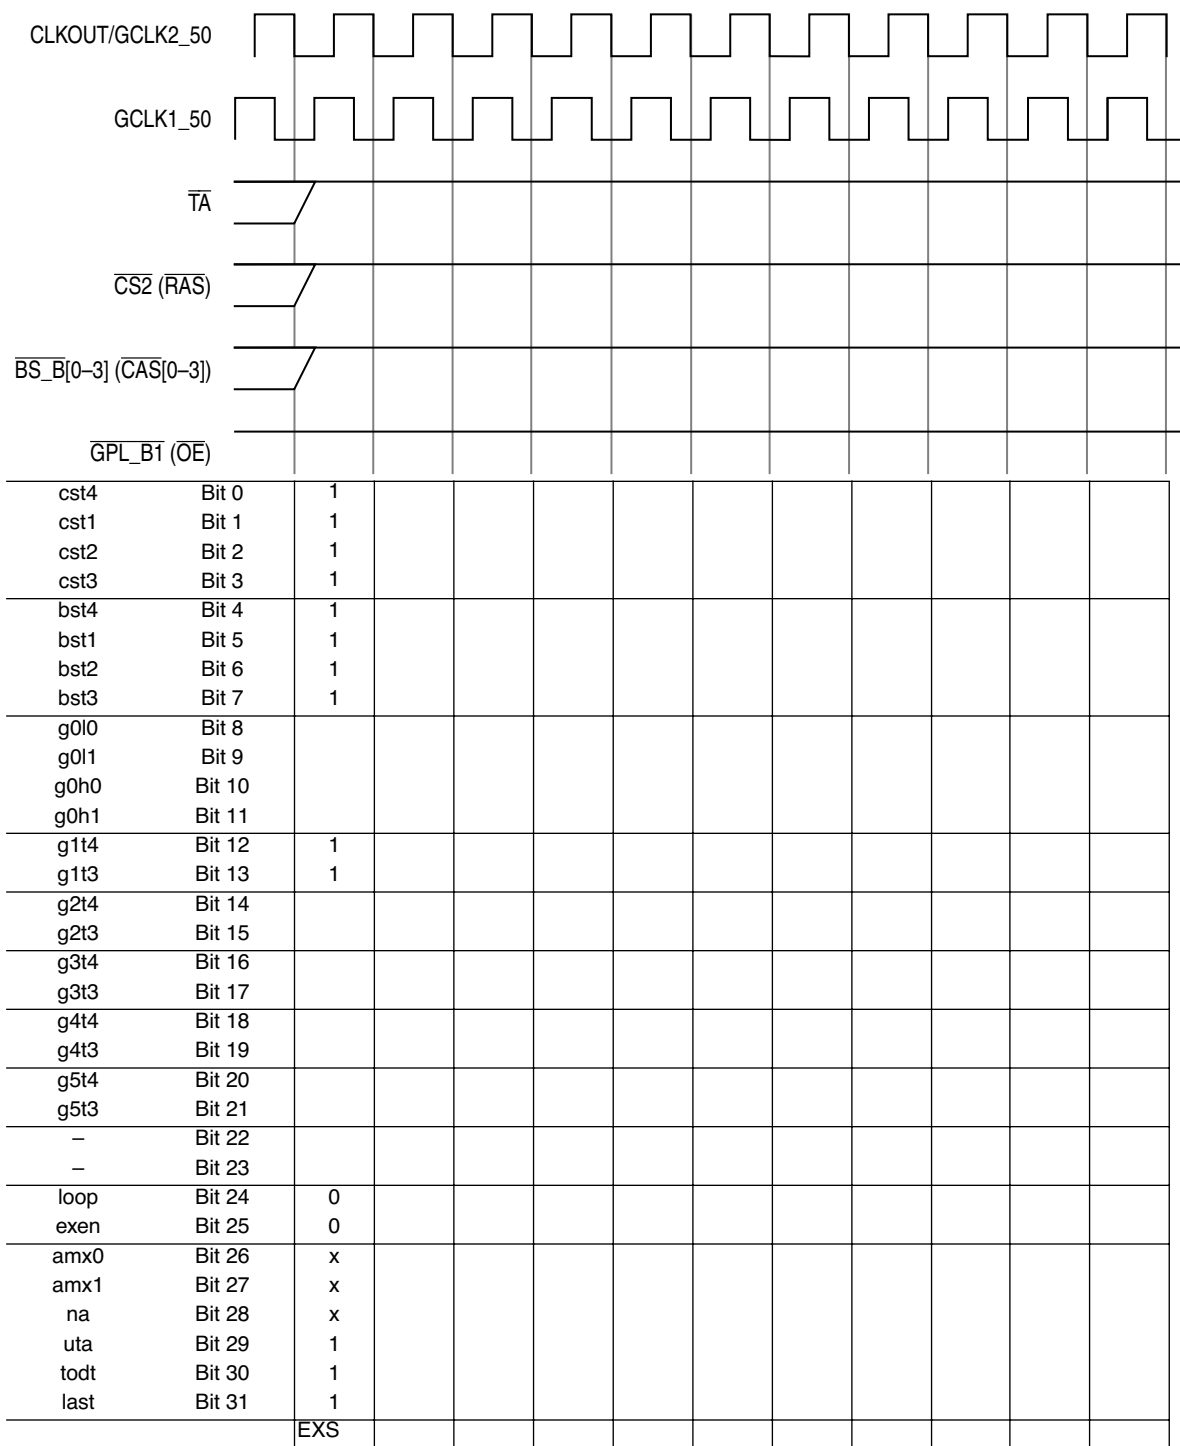 CLKOUT/GCLK2_50
GCLK1_50
TA
CS2 (RAS)
BS_B[0–3] (CAS[0–3])
GPL_B1 (OE)
cst4 Bit 0 1
cst1 Bit 1 1
cst2 Bit 2 1
cst3 Bit 3 1
bst4 Bit 4 1
bst1 Bit 5 1
bst2 Bit 6 1
bst3 Bit 7 1
g0l0 Bit 8
g0l1 Bit 9
g0h0 Bit 10
g0h1 Bit 11
g1t4 Bit 12 1
g1t3 Bit 13 1
g2t4 Bit 14
g2t3 Bit 15
g3t4 Bit 16
g3t3 Bit 17
g4t4 Bit 18
g4t3 Bit 19
g5t4 Bit 20
g5t3 Bit 21
– Bit 22
– Bit 23
loop Bit 24 0
exen Bit 25 0
amx0 Bit 26 x
amx1 Bit 27 x
na Bit 28 x
uta Bit 29 1
todt Bit 30 1
last Bit 31 1
EXS